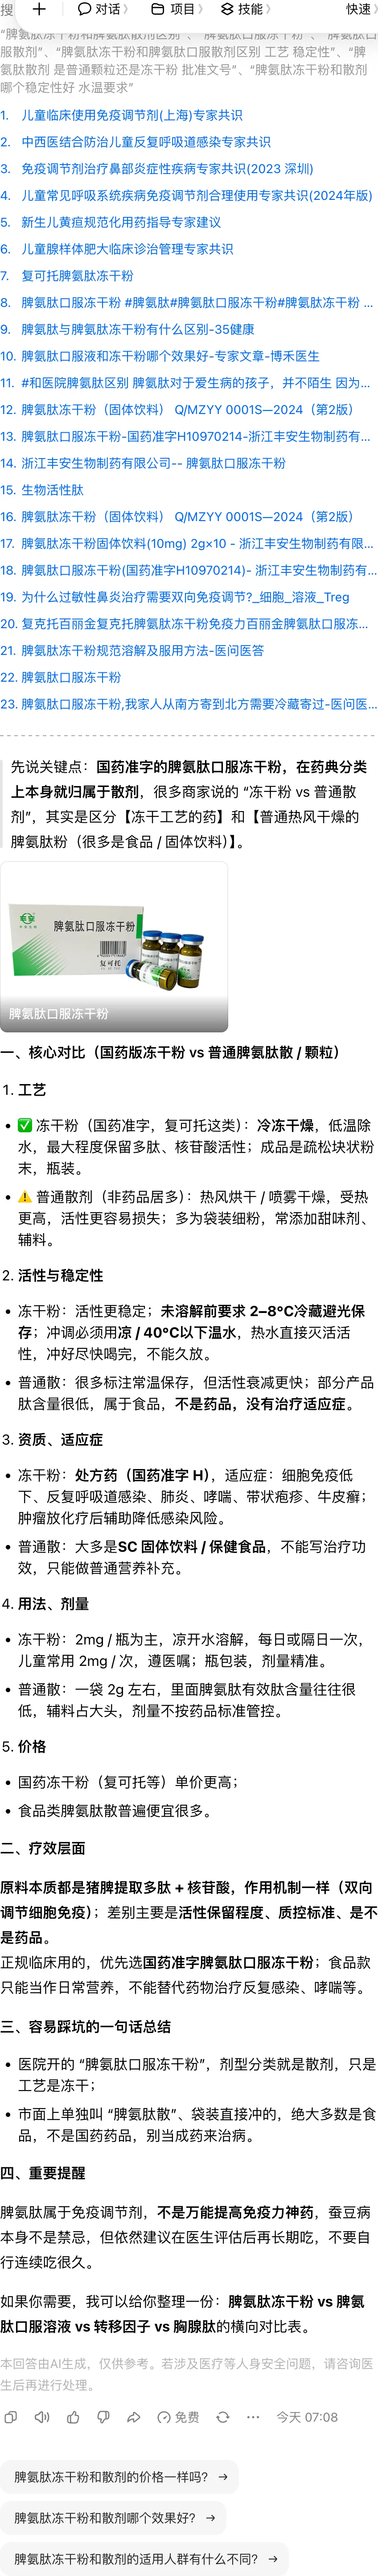 搜
对话
项目
技能
快速
“脾氨肽冻干粉和脾氨肽散剂区别”、“脾氨肽冻干粉 脾氨肽口
服散剂”、“脾氨肽冻干粉和脾氨肽口服散剂区别 工艺 稳定性”、“脾
氨肽散剂 是普通颗粒还是冻干粉 批准文号”、“脾氨肽冻干粉和散剂
哪个稳定性好 水温要求”
1. 儿童临床使用免疫调节剂(上海)专家共识
2. 中西医结合防治儿童反复呼吸道感染专家共识
3. 免疫调节剂治疗鼻部炎症性疾病专家共识(2023 深圳)
4. 儿童常见呼吸系统疾病免疫调节剂合理使用专家共识(2024年版)
5. 新生儿黄疸规范化用药指导专家建议
6. 儿童腺样体肥大临床诊治管理专家共识
7. 复可托脾氨肽冻干粉
8. 脾氨肽口服冻干粉 #脾氨肽#脾氨肽口服冻干粉#脾氨肽冻干粉 ...
9. 脾氨肽与脾氨肽冻干粉有什么区别-35健康
10. 脾氨肽口服液和冻干粉哪个效果好-专家文章-博禾医生
11. #和医院脾氨肽区别 脾氨肽对于爱生病的孩子，并不陌生 因为...
12. 脾氨肽冻干粉（固体饮料） Q/MZYY 0001S—2024（第2版）
13. 脾氨肽口服冻干粉-国药准字H10970214-浙江丰安生物制药有...
14. 浙江丰安生物制药有限公司-- 脾氨肽口服冻干粉
15. 生物活性肽
16. 脾氨肽冻干粉（固体饮料） Q/MZYY 0001S—2024（第2版）
17. 脾氨肽冻干粉固体饮料(10mg) 2g×10 - 浙江丰安生物制药有限...
18. 脾氨肽口服冻干粉(国药准字H10970214)- 浙江丰安生物制药有...
19. 为什么过敏性鼻炎治疗需要双向免疫调节?_细胞_溶液_Treg
20. 复克托百丽金复克托脾氨肽冻干粉免疫力百丽金脾氨肽口服冻...
21. 脾氨肽冻干粉规范溶解及服用方法-医问医答
22. 脾氨肽口服冻干粉
23. 脾氨肽口服冻干粉,我家人从南方寄到北方需要冷藏寄过-医问医...
先说关键点：国药准字的脾氨肽口服冻干粉，在药典分类
上本身就归属于散剂，很多商家说的 “冻干粉 vs 普通散
剂”，其实是区分【冻干工艺的药】和【普通热风干燥的
脾氨肽粉（很多是食品 / 固体饮料）】。
脾氨肽口服冻干粉
复可托
脾氨肽口服冻干粉
一、核心对比（国药版冻干粉 vs 普通脾氨肽散 / 颗粒）
1. 工艺
• ✅ 冻干粉（国药准字，复可托这类）：冷冻干燥，低温除
水，最大程度保留多肽、核苷酸活性；成品是疏松块状粉
末，瓶装。
• ⚠️ 普通散剂（非药品居多）：热风烘干 / 喷雾干燥，受热
更高，活性更容易损失；多为袋装细粉，常添加甜味剂、
辅料。
2. 活性与稳定性
• 冻干粉：活性更稳定；未溶解前要求 2–8℃冷藏避光保
存；冲调必须用凉 / 40℃以下温水，热水直接灭活活
性，冲好尽快喝完，不能久放。
• 普通散：很多标注常温保存，但活性衰减更快；部分产品
肽含量很低，属于食品，不是药品，没有治疗适应症。
3. 资质、适应症
• 冻干粉：处方药（国药准字 H），适应症：细胞免疫低
下、反复呼吸道感染、肺炎、哮喘、带状疱疹、牛皮癣；
肿瘤放化疗后辅助降低感染风险。
• 普通散：大多是SC 固体饮料 / 保健食品，不能写治疗功
效，只能做普通营养补充。
4. 用法、剂量
• 冻干粉：2mg / 瓶为主，凉开水溶解，每日或隔日一次，
儿童常用 2mg / 次，遵医嘱；瓶包装，剂量精准。
• 普通散：一袋 2g 左右，里面脾氨肽有效肽含量往往很
低，辅料占大头，剂量不按药品标准管控。
5. 价格
• 国药冻干粉（复可托等）单价更高；
• 食品类脾氨肽散普遍便宜很多。
二、疗效层面
原料本质都是猪脾提取多肽 + 核苷酸，作用机制一样（双向
调节细胞免疫）；差别主要是活性保留程度、质控标准、是不
是药品。
正规临床用的，优先选国药准字脾氨肽口服冻干粉；食品款
只能当作日常营养，不能替代药物治疗反复感染、哮喘等。
三、容易踩坑的一句话总结
• 医院开的 “脾氨肽口服冻干粉”，剂型分类就是散剂，只是
工艺是冻干；
• 市面上单独叫 “脾氨肽散”、袋装直接冲的，绝大多数是食
品，不是国药药品，别当成药来治病。
四、重要提醒
脾氨肽属于免疫调节剂，不是万能提高免疫力神药，蚕豆病
本身不是禁忌，但依然建议在医生评估后再长期吃，不要自
行连续吃很久。
如果你需要，我可以给你整理一份：脾氨肽冻干粉 vs 脾氨
肽口服溶液 vs 转移因子 vs 胸腺肽的横向对比表。
本回答由AI生成，仅供参考。若涉及医疗等人身安全问题，请咨询医
生后再进行处理。
免费
今天 07:08
脾氨肽冻干粉和散剂的价格一样吗？ →
脾氨肽冻干粉和散剂哪个效果好？ →
脾氨肽冻干粉和散剂的适用人群有什么不同？ →